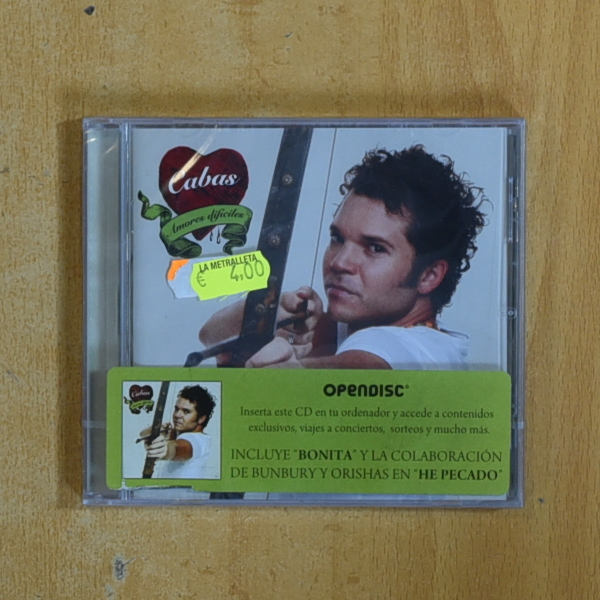 Cabas
Amores difíciles
LA METRALLETA
€ 4,00
OPENDISC®
Inserta este CD en tu ordenador y accede a contenidos
exclusivos, viajes a conciertos, sorteos y mucho más.
INCLUYE "BONITA" Y LA COLABORACIÓN
DE BUNBURY Y ORISHAS EN "HE PECADO"
Cabas